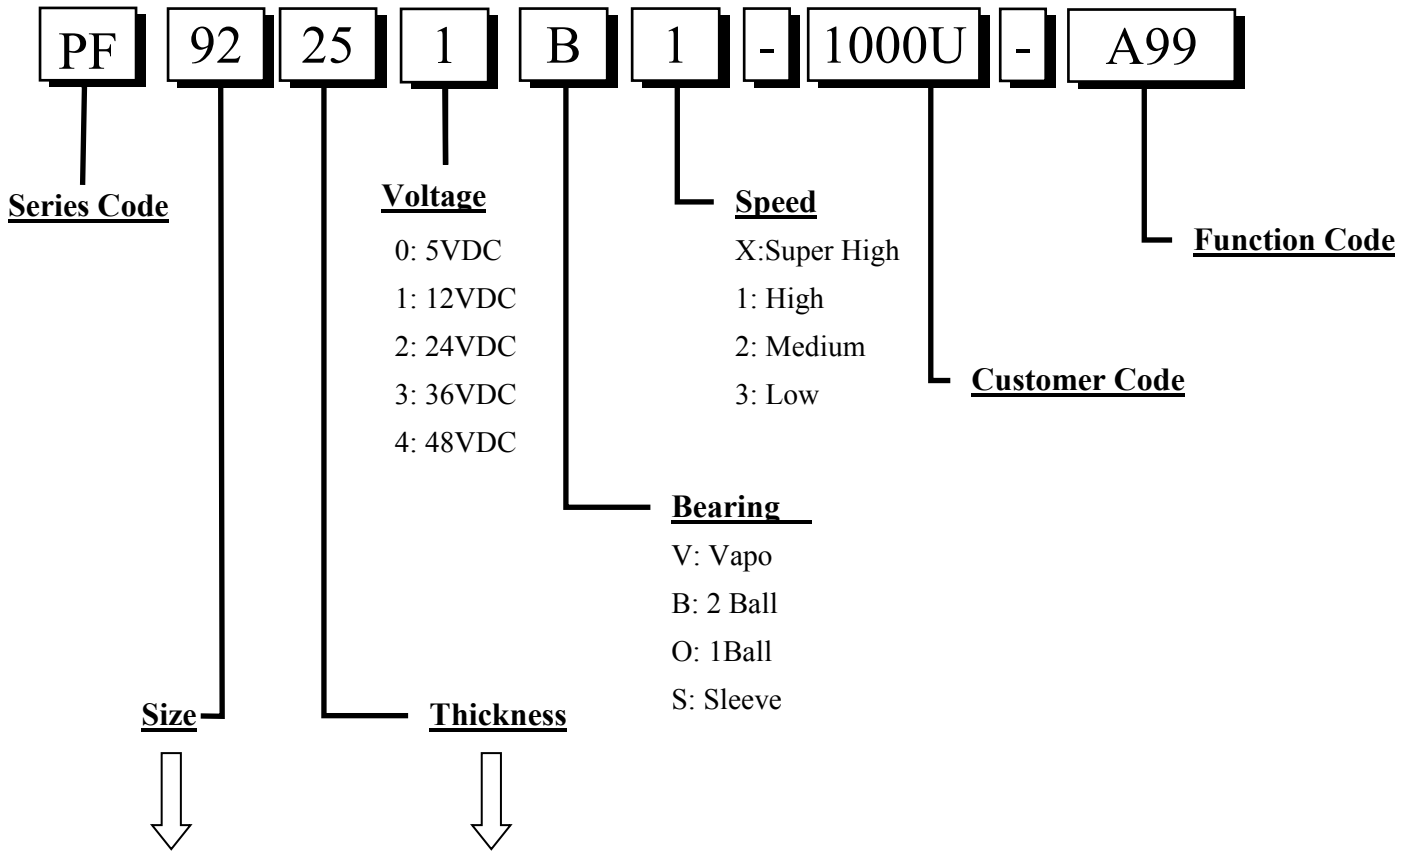 PF 92 25 1 B 1 - 1000U - A99
Series Code
Voltage
0: 5VDC
1: 12VDC
2: 24VDC
3: 36VDC
4: 48VDC
Speed
X:Super High
1: High
2: Medium
3: Low
Function Code
Customer Code
Bearing
V: Vapo
B: 2 Ball
O: 1Ball
S: Sleeve
Size
Thickness